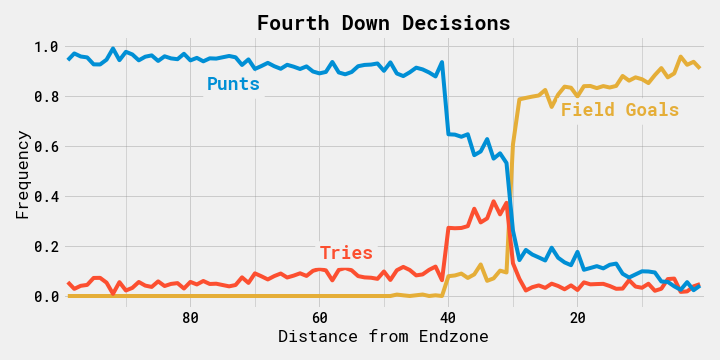 Fourth Down Decisions
1.0
Punts
0.8
Field Goals
Frequency
0.6
0.4
Tries
0.2
0.0
80 60 40 20
Distance from Endzone